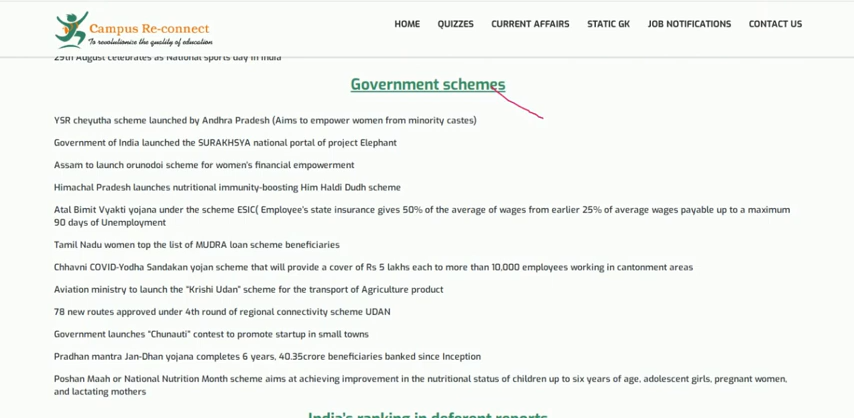 Campus Re-connect
To revolutionize the quality of education
HOME QUIZZES CURRENT AFFAIRS STATIC GK JOB NOTIFICATIONS CONTACT US
29th August celebrates as National sports day in India
Government schemes
YSR cheyutha scheme launched by Andhra Pradesh (Aims to empower women from minority castes)
Government of India launched the SURAKHSYA national portal of project Elephant
Assam to launch orunodoi scheme for women's financial empowerment
Himachal Pradesh launches nutritional immunity-boosting Him Haldi Dudh scheme
Atal Bimit Vyakti yojana under the scheme ESIC( Employee's state insurance gives 50% of the average of wages from earlier 25% of average wages payable up to a maximum
90 days of Unemployment
Tamil Nadu women top the list of MUDRA loan scheme beneficiaries
Chhavni COVID-Yodha Sandakan yojan scheme that will provide a cover of Rs 5 lakhs each to more than 10,000 employees working in cantonment areas
Aviation ministry to launch the "Krishi Udan" scheme for the transport of Agriculture product
78 new routes approved under 4th round of regional connectivity scheme UDAN
Government launches "Chunauti" contest to promote startup in small towns
Pradhan mantra Jan-Dhan yojana completes 6 years, 40.35crore beneficiaries banked since Inception
Poshan Maah or National Nutrition Month scheme aims at achieving improvement in the nutritional status of children up to six years of age, adolescent girls, pregnant women,
and lactating mothers
India's ranking in deferent reports